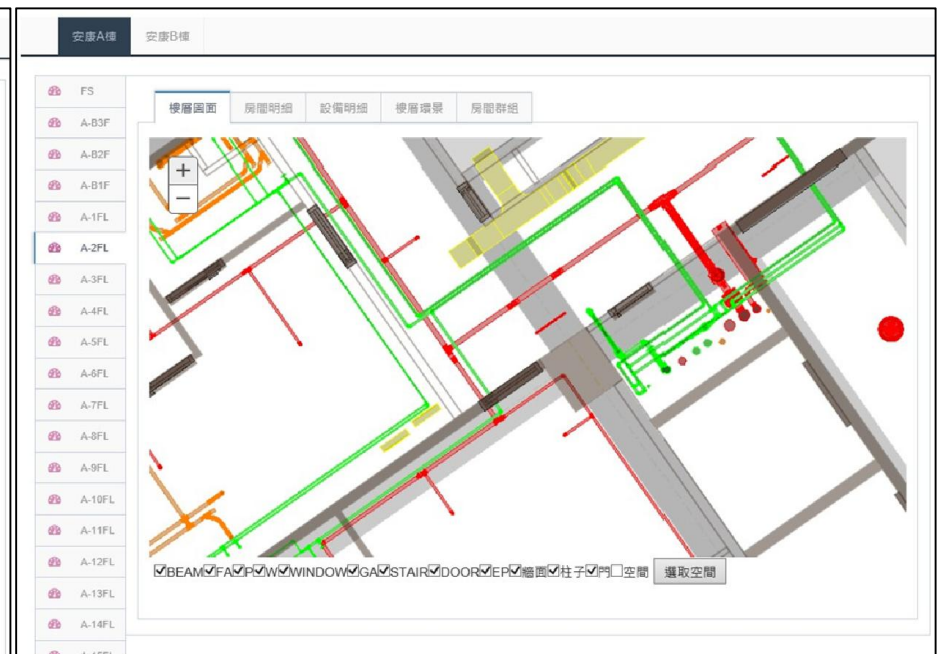 安康A棟 安康B棟
FS
A-B3F
A-B2F
A-B1F
A-1FL
A-2FL
A-3FL
A-4FL
A-5FL
A-6FL
A-7FL
A-8FL
A-9FL
A-10FL
A-11FL
A-12FL
A-13FL
A-14FL
樓層圖面 房間明細 設備明細 樓層環景 房間群組
+
−
BEAM FA P W WINDOW GA STAIR DOOR EP 牆面 柱子 門 空間 選取空間